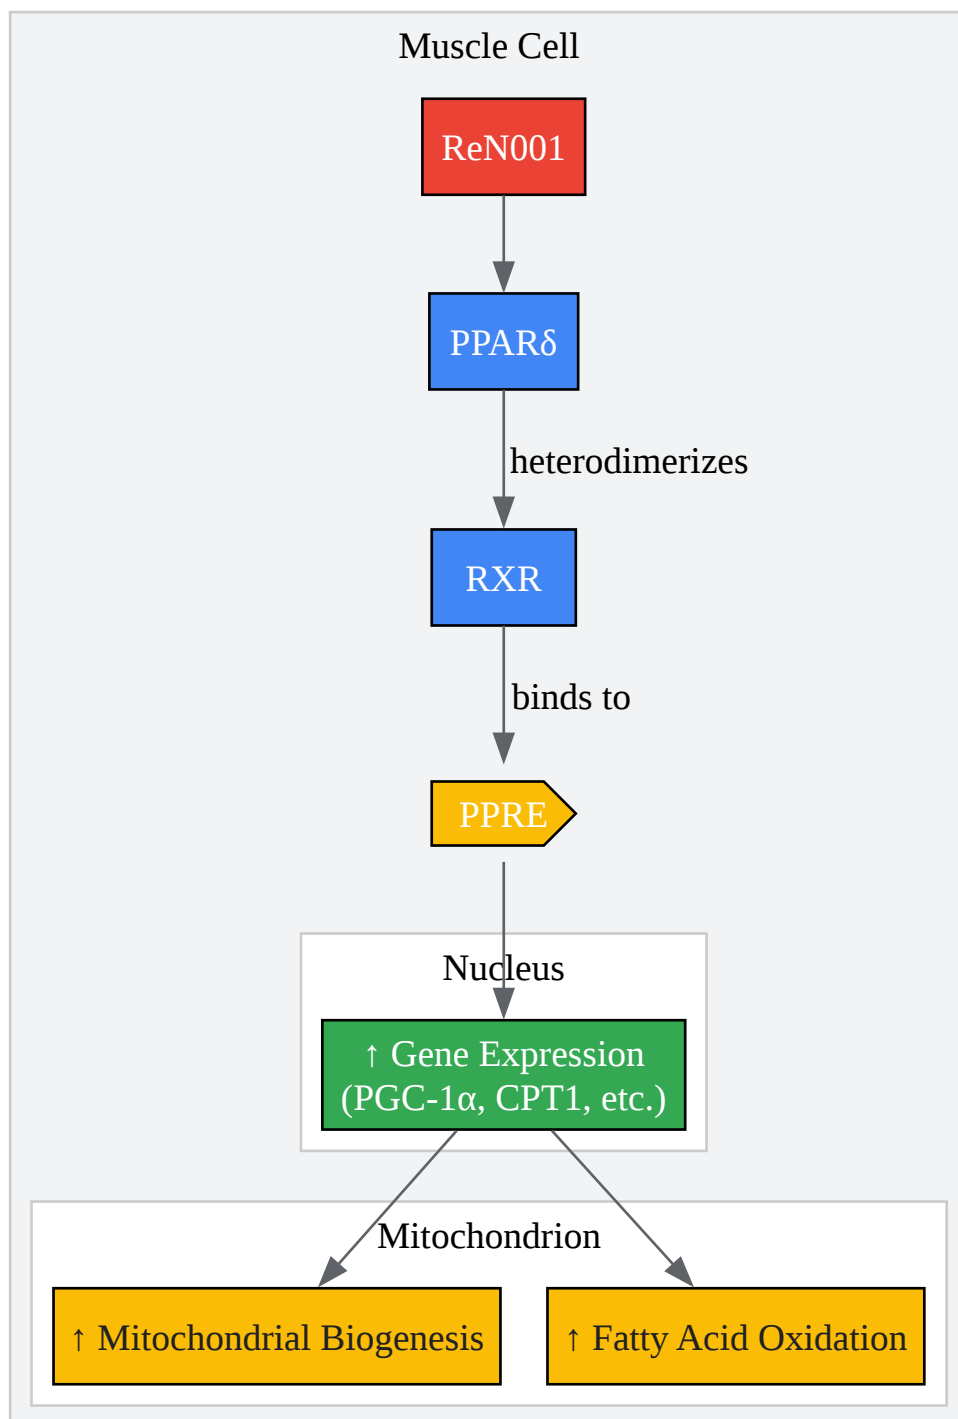 Muscle Cell
ReN001
PPARδ
heterodimerizes
RXR
binds to
PPRE
Nucleus
↑ Gene Expression
(PGC-1α, CPT1, etc.)
Mitochondrion
↑ Mitochondrial Biogenesis
↑ Fatty Acid Oxidation